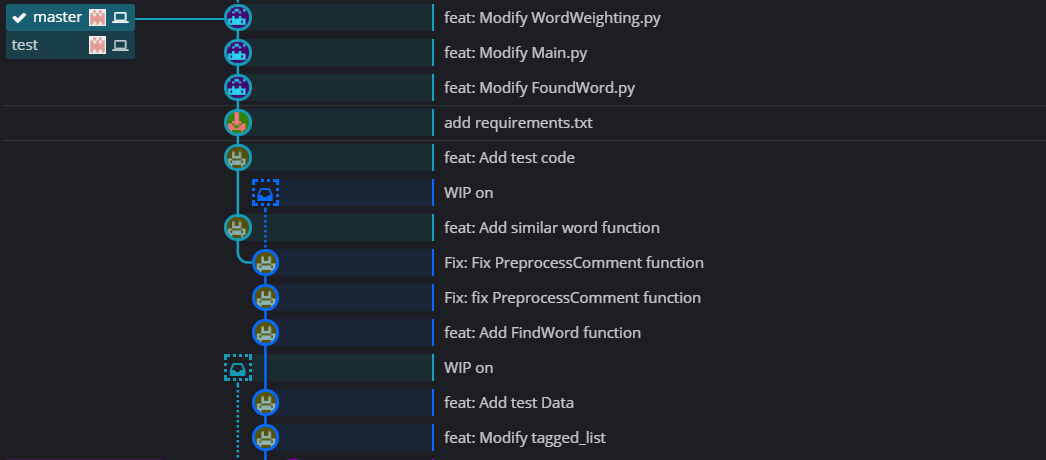 master
feat: Modify WordWeighting.py
test
feat: Modify Main.py
feat: Modify FoundWord.py
add requirements.txt
feat: Add test code
WIP on
feat: Add similar word function
Fix: Fix PreprocessComment function
Fix: fix PreprocessComment function
feat: Add FindWord function
WIP on
feat: Add test Data
feat: Modify tagged_list